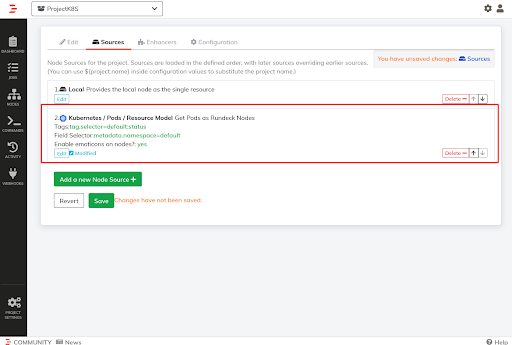 ProjectK8S
DASHBOARD
JOBS
NODES
COMMANDS
ACTIVITY
WEBHOOKS
PROJECT
SETTINGS
Edit Sources Enhancers Configuration
You have unsaved changes: Sources
Node Sources for the project. Sources are loaded in the defined order, with later sources overriding earlier sources.
(You can use ${project.name} inside configuration values to substitute the project name.)
1. Local Provides the local node as the single resource
Edit Delete
2. Kubernetes / Pods / Resource Model Get Pods as Rundeck Nodes
Tags:tag.selector=default:status
Field Selector:metadata.namespace=default
Enable emoticons on nodes?: yes
Edit Modified Delete
Add a new Node Source +
Revert Save Changes have not been saved.
COMMUNITY News Help